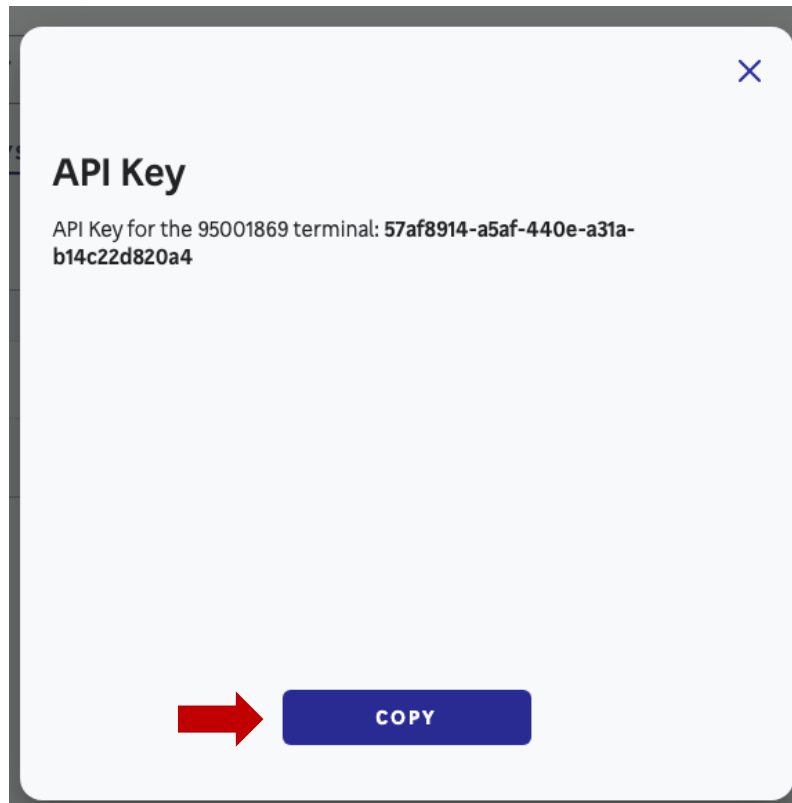 API Key
API Key for the 95001869 terminal: 57af8914-a5af-440e-a31a-
b14c22d820a4
COPY